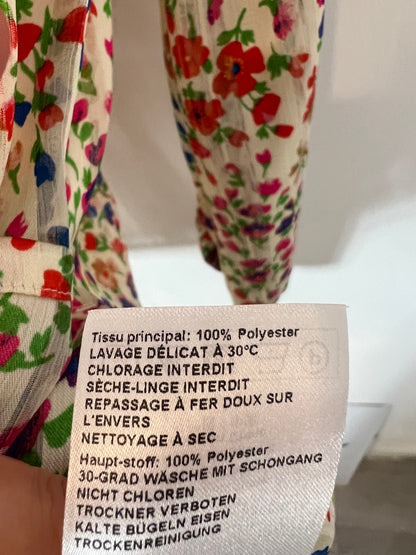 Tissu principal: 100% Polyester
LAVAGE DÉLICAT À 30°C
CHLORAGE INTERDIT
SÈCHE-LINGE INTERDIT
REPASSAGE À FER DOUX SUR
L'ENVERS
NETTOYAGE À SEC
Haupt-stoff: 100% Polyester
30-GRAD WÄSCHE MIT SCHONGANG
NICHT CHLOREN
TROCKNER VERBOTEN
KALTE BÜGELN EISEN
TROCKENREINIGUNG